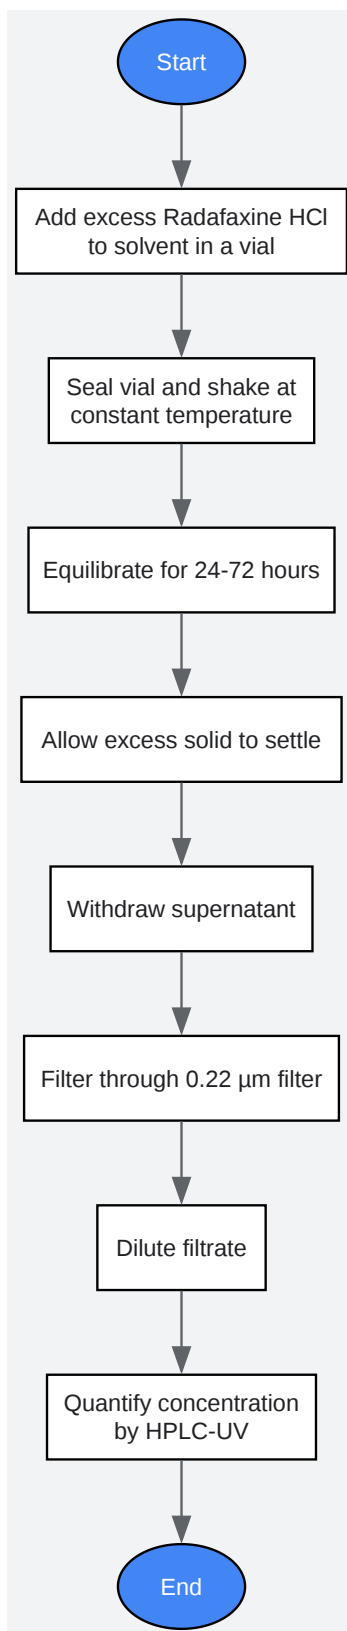 Start
Add excess Radafaxine HCl
to solvent in a vial
Seal vial and shake at
constant temperature
Equilibrate for 24-72 hours
Allow excess solid to settle
Withdraw supernatant
Filter through 0.22 µm filter
Dilute filtrate
Quantify concentration
by HPLC-UV
End